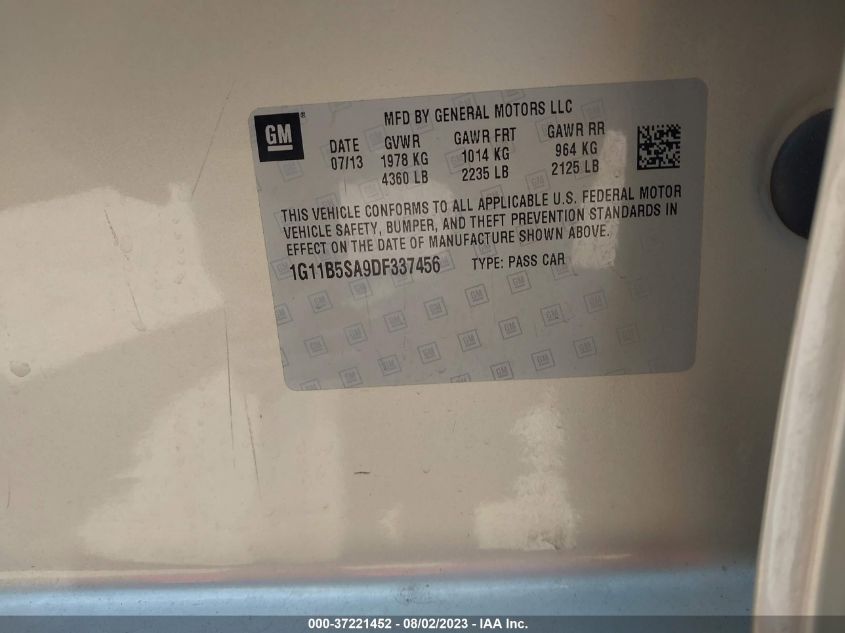 GM ®
MFD BY GENERAL MOTORS LLC
DATE GVWR GAWR FRT GAWR RR
07/13 1978 KG 1014 KG 964 KG
4360 LB 2235 LB 2125 LB
THIS VEHICLE CONFORMS TO ALL APPLICABLE U.S. FEDERAL MOTOR
VEHICLE SAFETY, BUMPER, AND THEFT PREVENTION STANDARDS IN
EFFECT ON THE DATE OF MANUFACTURE SHOWN ABOVE.
1G11B5SA9DF337456 TYPE: PASS CAR
000-37221452 - 08/02/2023 - IAA Inc.